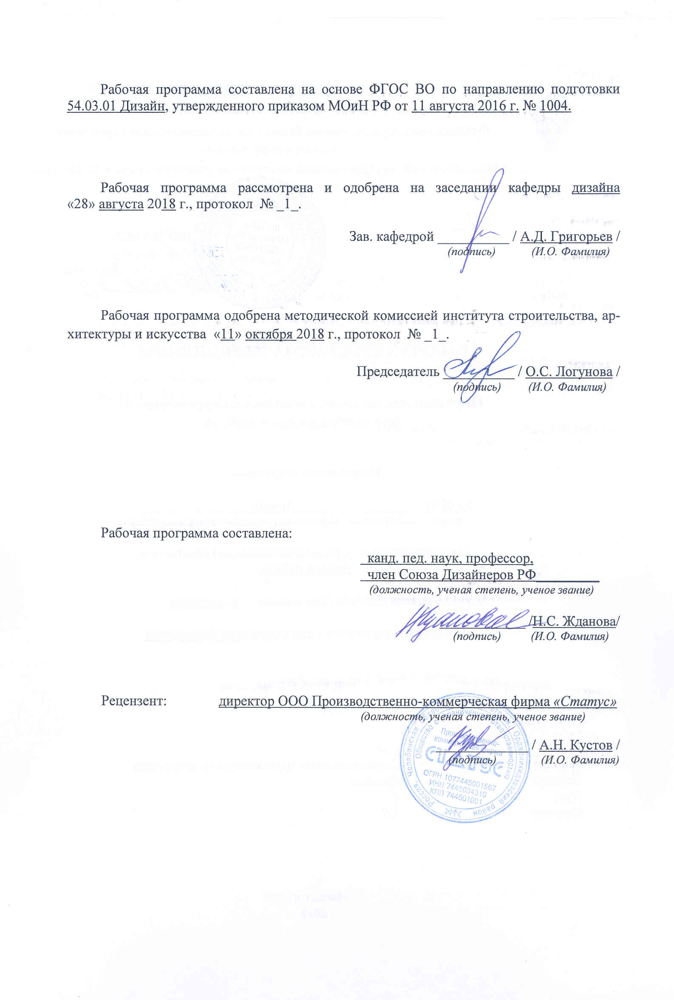 Рабочая программа составлена на основе ФГОС ВО по направлению подготовки
54.03.01 Дизайн, утвержденного приказом МОиН РФ от 11 августа 2016 г. № 1004.
Рабочая программа рассмотрена и одобрена на заседании кафедры дизайна
«28» августа 2018 г., протокол № _1_.
Зав. кафедрой __________ / А.Д. Григорьев /
(подпись) (И.О. Фамилия)
Рабочая программа одобрена методической комиссией института строительства, ар-
хитектуры и искусства «11» октября 2018 г., протокол № _1_.
Председатель __________ / О.С. Логунова /
(подпись) (И.О. Фамилия)
Рабочая программа составлена:
канд. пед. наук, профессор,
член Союза Дизайнеров РФ_________
(должность, ученая степень, ученое звание)
Жданова ____________ /Н.С. Жданова/
(подпись) (И.О. Фамилия)
Рецензент: директор ООО Производственно-коммерческая фирма «Статус»
(должность, ученая степень, ученое звание)
_____________ / А.Н. Кустов /
(подпись) (И.О. Фамилия)
Россия, Челябинская область, Орджоникидзевский район
Общество с ограниченной ответственностью
Производственно-
коммерческая фирма
СТАТУС
ОГРН 1077445001567
ИНН 7445034310
КПП 744501001